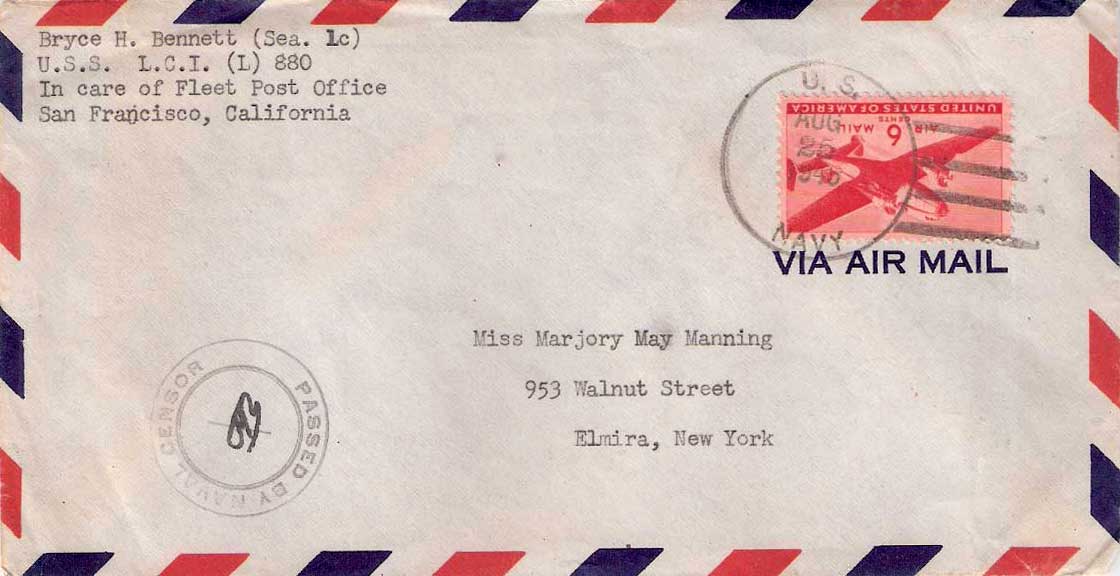 Bryce H. Bennett (Sea. 1c)
U.S.S. L.C.I. (L) 880
In care of Fleet Post Office
San Francisco, California
U. S.
AUG
25
1945
NAVY
UNITED STATES OF AMERICA
6
CENTS
AIR MAIL
VIA AIR MAIL
Miss Marjory May Manning
953 Walnut Street
Elmira, New York
PASSED BY NAVAL CENSOR